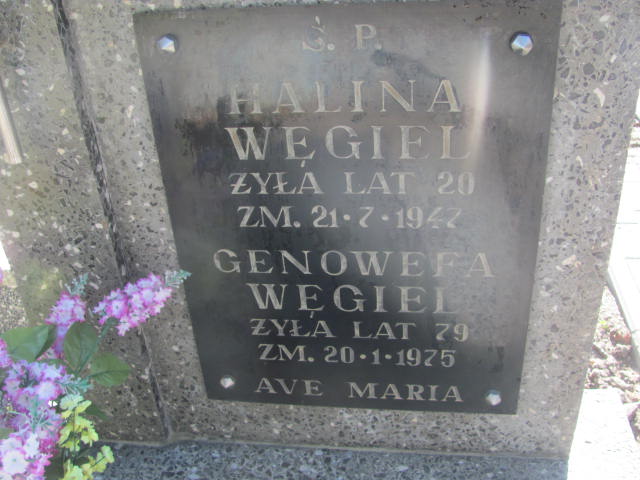 Ś. P.
HALINA
WĘGIEL
ŻYŁA LAT 20
ZM. 21·7·1947
GENOWEFA
WĘGIEL
ŻYŁA LAT 79
ZM. 20·1·1975
AVE MARIA